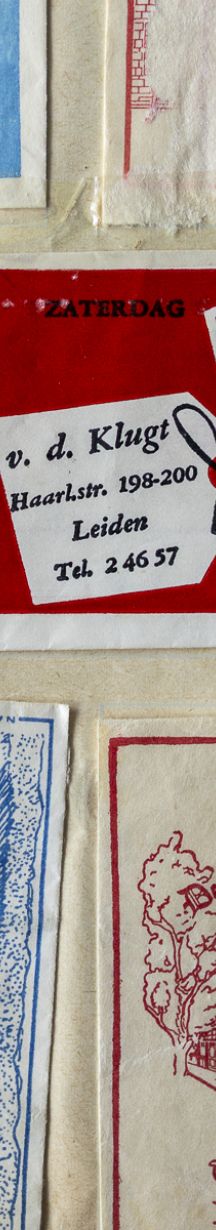 ZATERDAG
v. d. Klugt
Haarl.str. 198-200
Leiden
Tel. 2 46 57